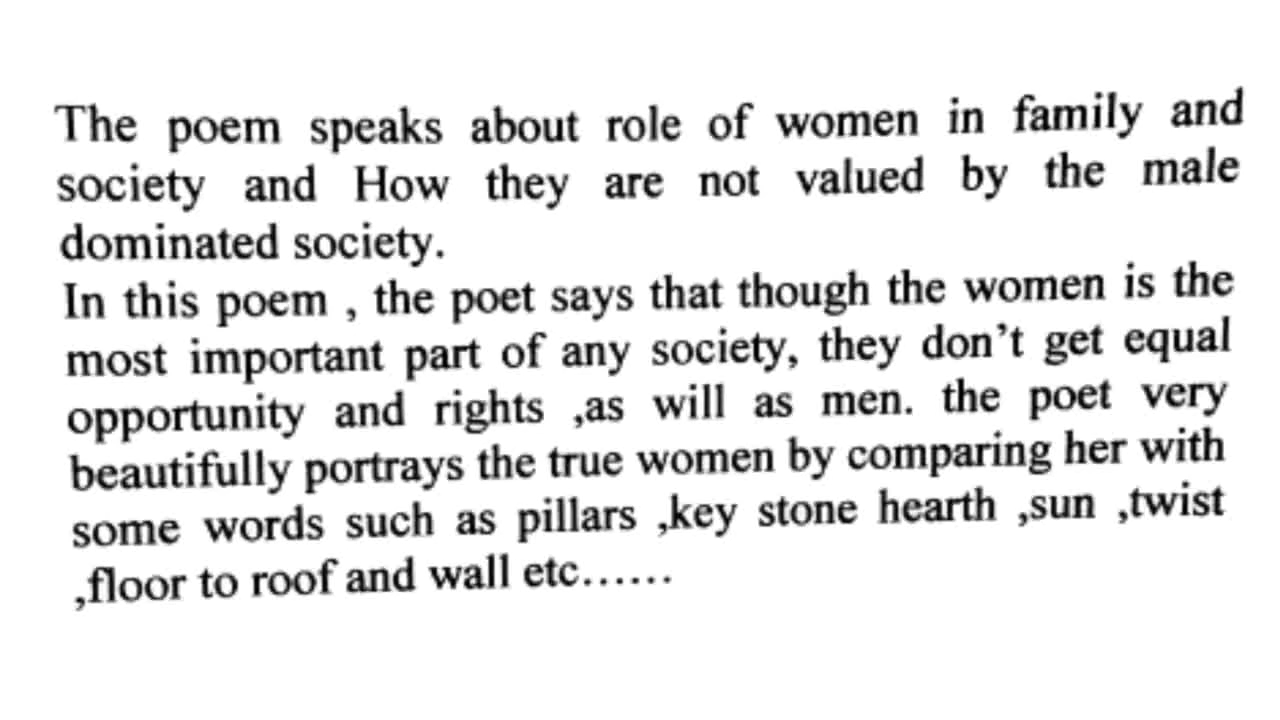 The poem speaks about role of women in family and
society and How they are not valued by the male
dominated society.
In this poem , the poet says that though the women is the
most important part of any society, they don’t get equal
opportunity and rights ,as will as men. the poet very
beautifully portrays the true women by comparing her with
some words such as pillars ,key stone hearth ,sun ,twist
,floor to roof and wall etc……